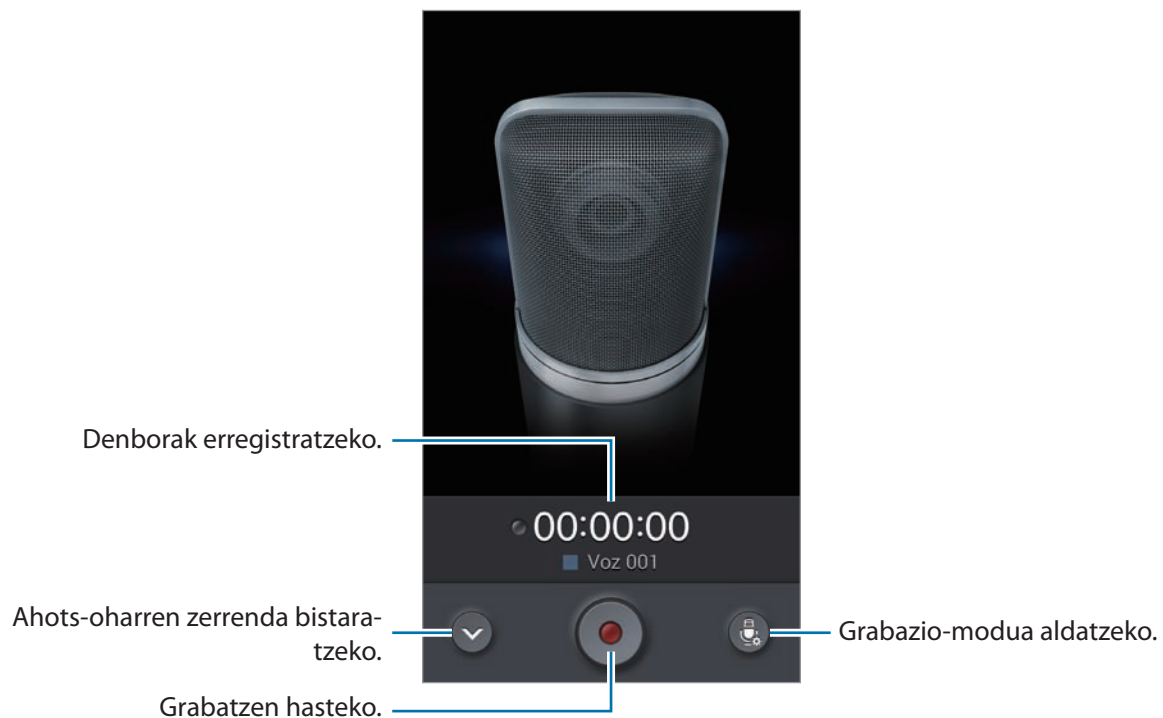 Denborak erregistratzeko.
00:00:00
Voz 001
Ahots-oharren zerrenda bistara-
tzeko.
Grabazio-modua aldatzeko.
Grabatzen hasteko.